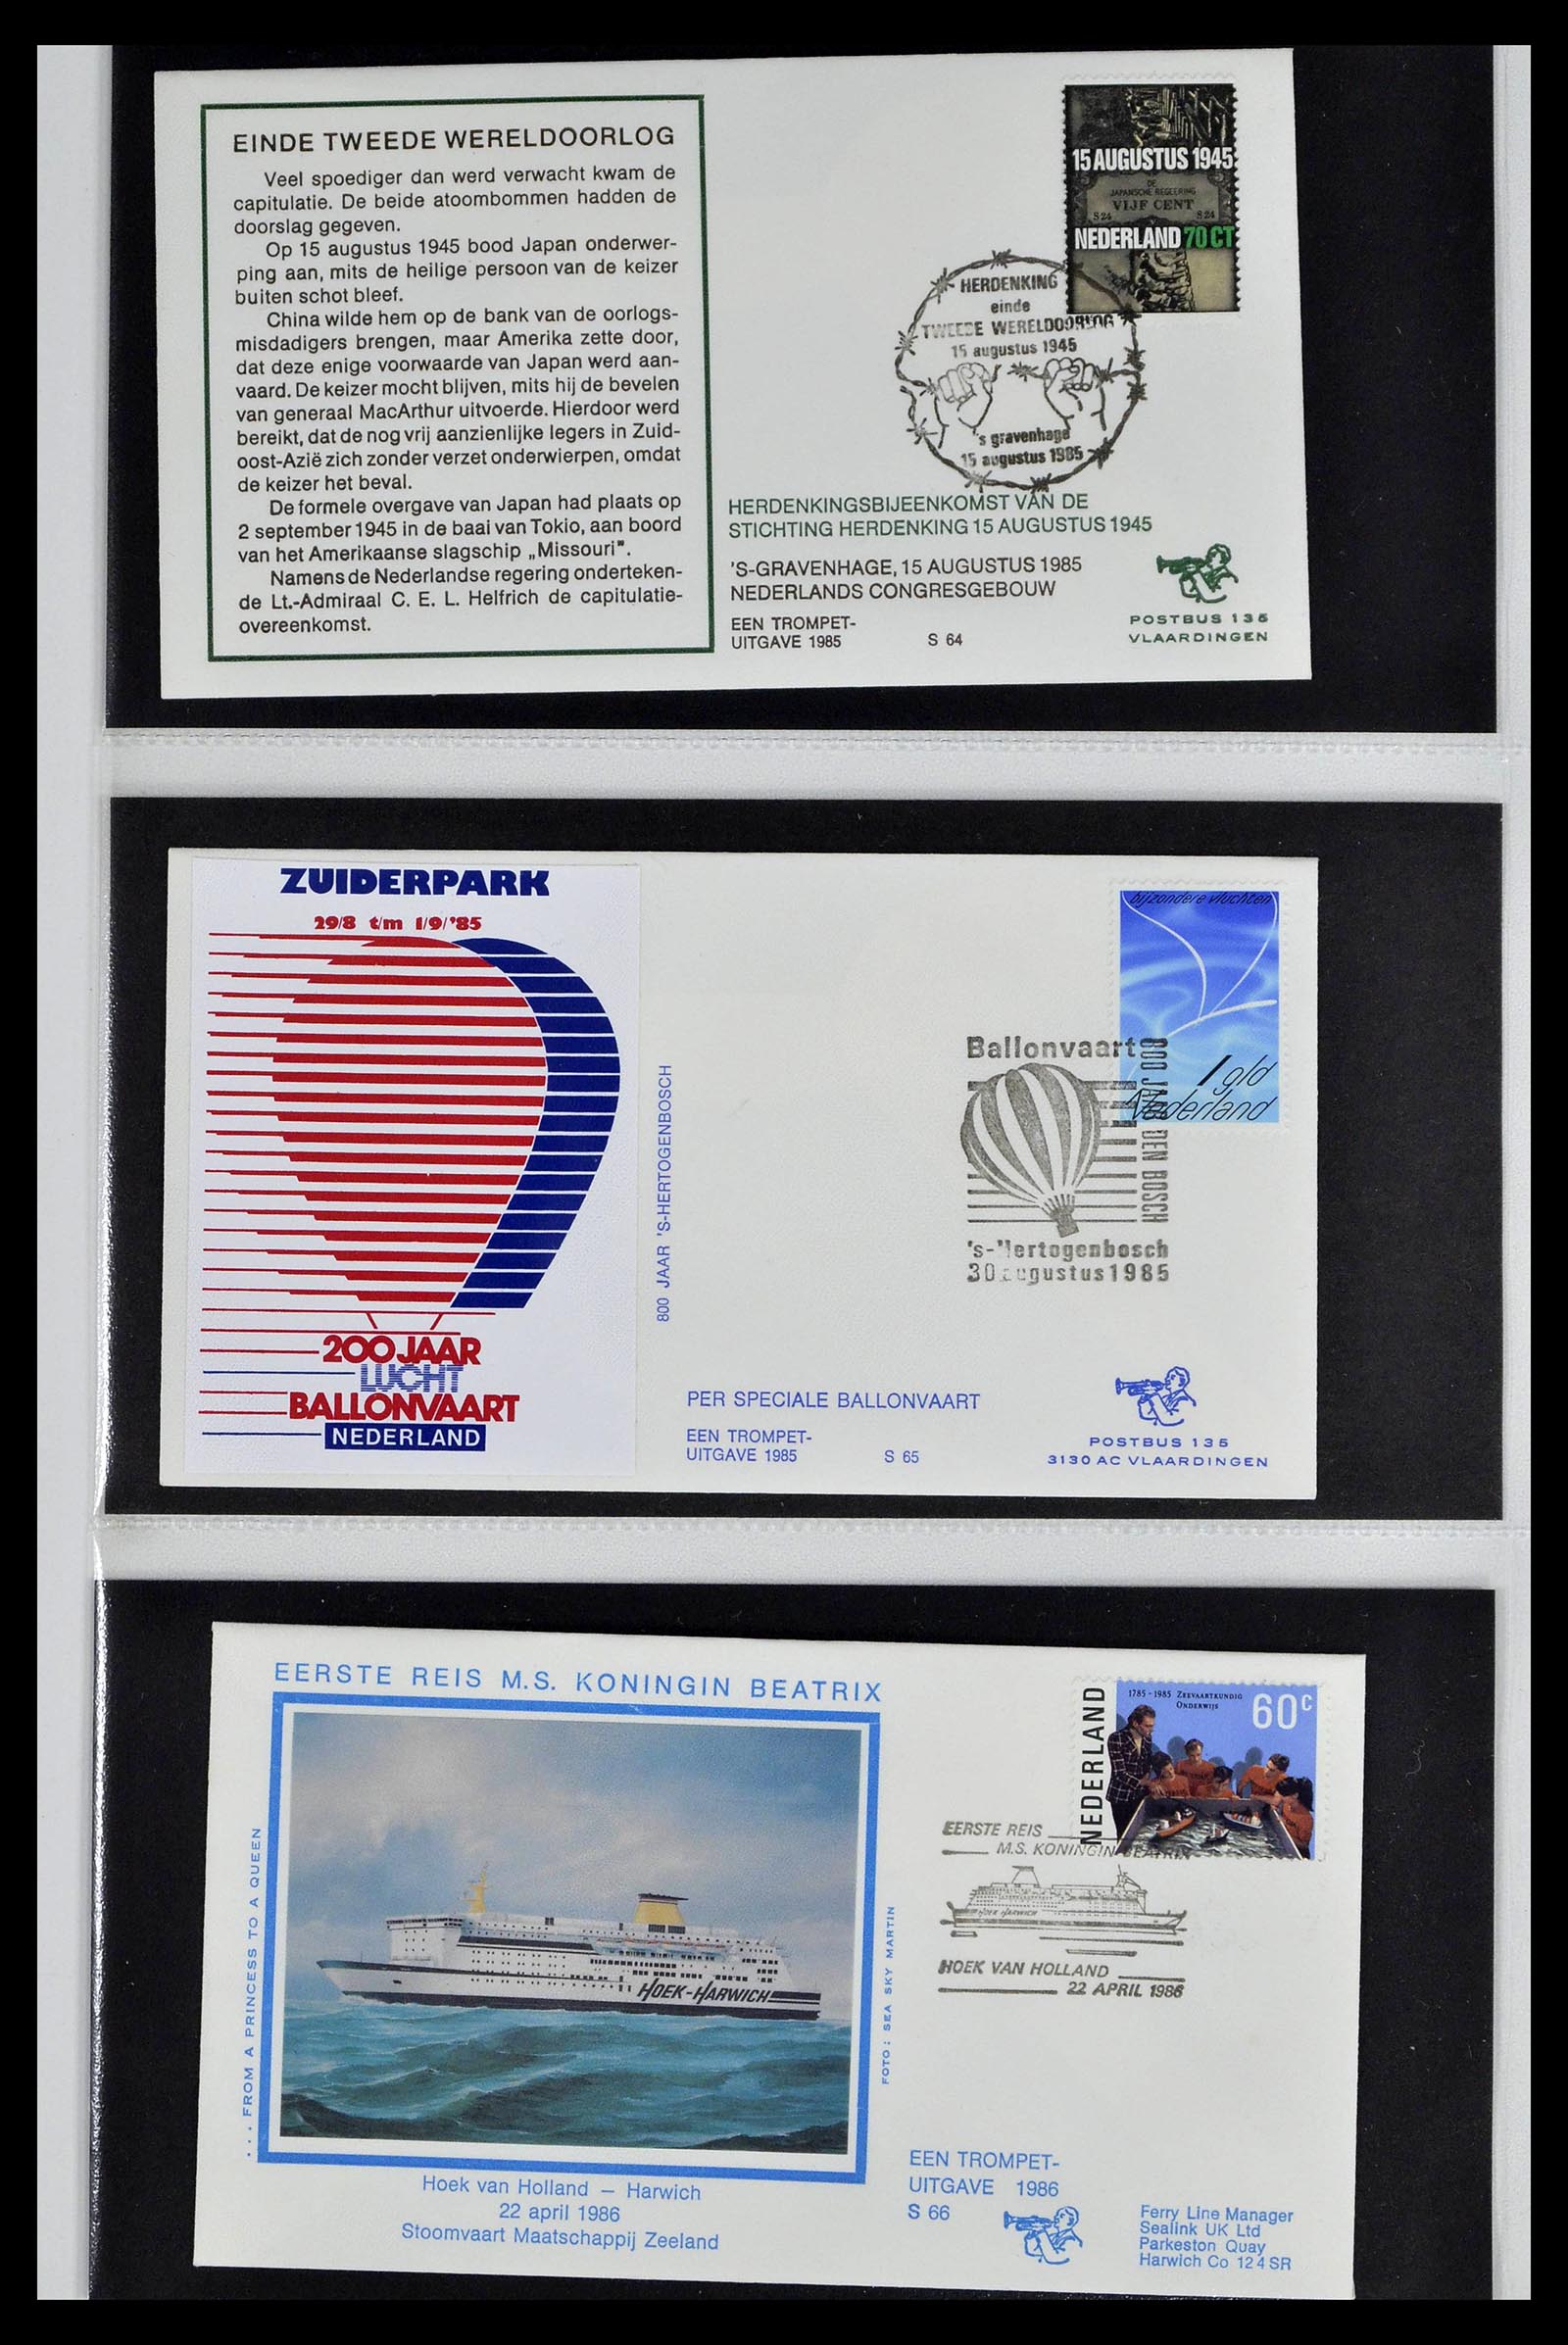 EINDE TWEEDE WERELDOORLOG
Veel spoediger dan werd verwacht kwam de
capitulatie. De beide atoombommen hadden de
doorslag gegeven.
Op 15 augustus 1945 bood Japan onderwer-
ping aan, mits de heilige persoon van de keizer
buiten schot bleef.
China wilde hem op de bank van de oorlogs-
misdadigers brengen, maar Amerika zette door,
dat deze enige voorwaarde van Japan werd aan-
vaard. De keizer mocht blijven, mits hij de bevelen
van generaal MacArthur uitvoerde. Hierdoor werd
bereikt, dat de nog vrij aanzienlijke legers in Zuid-
oost-Azië zich zonder verzet onderwierpen, omdat
de keizer het beval.
De formele overgave van Japan had plaats op
2 september 1945 in de baai van Tokio, aan boord
van het Amerikaanse slagschip „Missouri".
Namens de Nederlandse regering onderteken-
de Lt.-Admiraal C. E. L. Helfrich de capitulatie-
overeenkomst.
15 AUGUSTUS 1945
DE
JAPANSCHE REGEERING
VIJF CENT
S24 S24
NEDERLAND 70 CT
HERDENKING
einde
TWEEDE WERELDOORLOG
15 augustus 1945
's gravenhage
15 augustus 1985
HERDENKINGSBIJEENKOMST VAN DE
STICHTING HERDENKING 15 AUGUSTUS 1945
'S-GRAVENHAGE, 15 AUGUSTUS 1985
NEDERLANDS CONGRESGEBOUW
EEN TROMPET-
UITGAVE 1985 S 64
POSTBUS 135
VLAARDINGEN
ZUIDERPARK
29/8 t/m 1/9/'85
200 JAAR
LUCHT
BALLONVAART
NEDERLAND
800 JAAR 'S-HERTOGENBOSCH
bijzondere vluchten
1 gld
Nederland
Ballonvaart
800 JAAR DEN BOSCH
's-Hertogenbosch
30 augustus 1985
PER SPECIALE BALLONVAART
EEN TROMPET-
UITGAVE 1985 S 65
POSTBUS 135
3130 AC VLAARDINGEN
EERSTE REIS M.S. KONINGIN BEATRIX
... FROM A PRINCESS TO A QUEEN
HOEK-HARWICH
FOTO: SEA SKY MARTIN
Hoek van Holland – Harwich
22 april 1986
Stoomvaart Maatschappij Zeeland
NEDERLAND
1785-1985 ZEEVAARTKUNDIG
ONDERWIJS
60c
EERSTE REIS
M.S. KONINGIN BEATRIX
HOEK HARWICH
HOEK VAN HOLLAND
22 APRIL 1986
EEN TROMPET-
UITGAVE 1986
S 66
Ferry Line Manager
Sealink UK Ltd
Parkeston Quay
Harwich Co 124SR